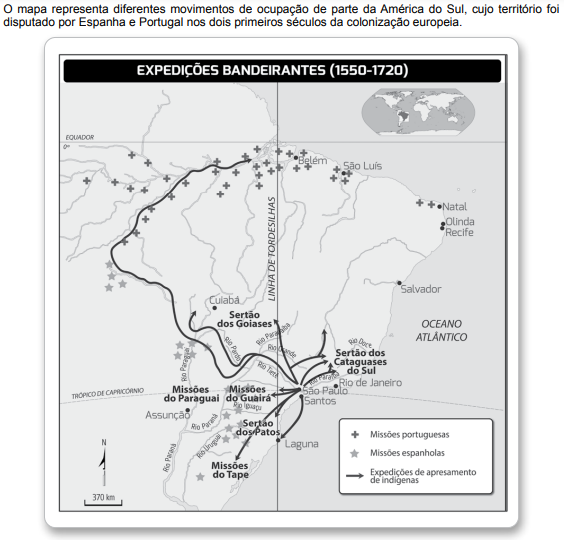 O mapa representa diferentes movimentos de ocupação de parte da América do Sul, cujo território foi
disputado por Espanha e Portugal nos dois primeiros séculos da colonização europeia.
EXPEDIÇÕES BANDEIRANTES (1550-1720)
EQUADOR
0°
Belém
São Luís
Natal
Olinda
Recife
LINHA DE TORDESILHAS
Salvador
Cuiabá
Sertão
dos Goiases
OCEANO
ATLÂNTICO
Rio Paranaíba
Rio Grande
Rio Doce
Rio Paraguai
Rio Pardo
Rio Tietê
Sertão dos
Cataguases
do Sul
Rio Paraíba
Rio de Janeiro
TRÓPICO DE CAPRICÓRNIO
São Paulo
Santos
Missões
do Paraguai
Missões
do Guairá
Rio Iguaçu
Assunção
Rio Paraná
Sertão
dos Patos
Rio Uruguai
Rio Paraná
Laguna
Missões
do Tape
N
370 km
Missões portuguesas
Missões espanholas
Expedições de apresamento
de indígenas